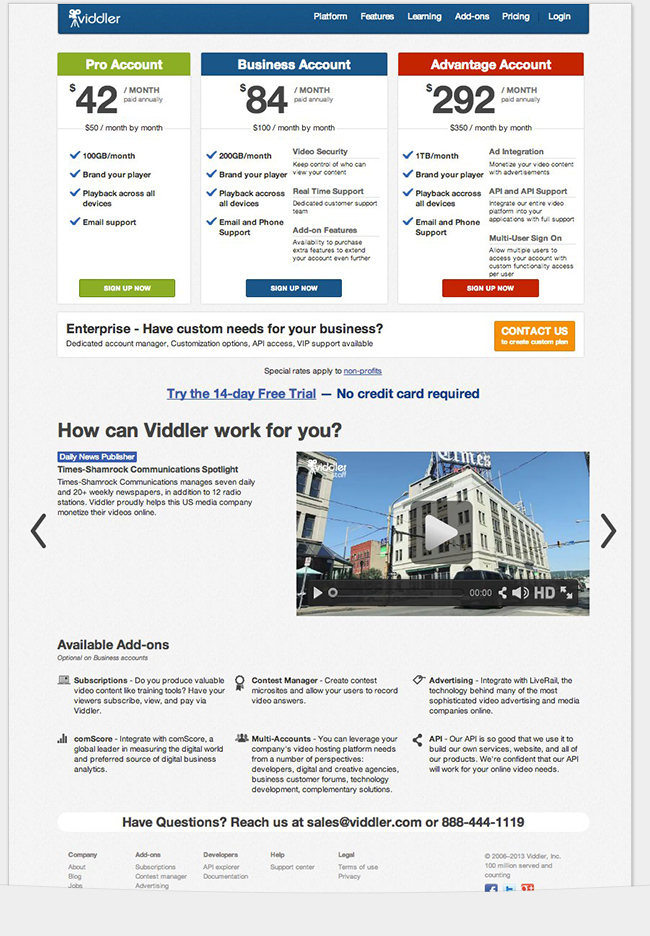 viddler
Platform Features Learning Add-ons Pricing Login
Pro Account
$42 / MONTH
paid annually
$50 / month by month
100GB/month
Brand your player
Playback across all
devices
Email support
SIGN UP NOW
Business Account
$84 / MONTH
paid annually
$100 / month by month
200GB/month
Brand your player
Playback accross
all devices
Email and Phone
Support
Video Security
Keep control of who can
view your content
Real Time Support
Dedicated customer support
team
Add-on Features
Availability to purchase
extra features to extend
your account even further
SIGN UP NOW
Advantage Account
$292 / MONTH
paid annually
$350 / month by month
1TB/month
Brand your player
Playback accross
all devices
Email and Phone
Support
Ad Integration
Monetize your video content
with advertisements
API and API Support
Integrate our entire video
platform into your
applications with full support
Multi-User Sign On
Allow multiple users to
access your account with
custom functionality access
per user
SIGN UP NOW
Enterprise - Have custom needs for your business?
Dedicated account manager, Customization options, API access, VIP support available
CONTACT US
to create custom plan
Special rates apply to non-profits
Try the 14-day Free Trial — No credit card required
How can Viddler work for you?
Daily News Publisher
Times-Shamrock Communications Spotlight
Times-Shamrock Communications manages seven daily
and 20+ weekly newspapers, in addition to 12 radio
stations. Viddler proudly helps this US media company
monetize their videos online.
viddler
staff
Times
00:00 HD
Available Add-ons
Optional on Business accounts
Subscriptions - Do you produce valuable
video content like training tools? Have your
viewers subscribe, view, and pay via
Viddler.
Contest Manager - Create contest
microsites and allow your users to record
video answers.
Advertising - Integrate with LiveRail, the
technology behind many of the most
sophisticated video advertising and media
companies online.
comScore - Integrate with comScore, a
global leader in measuring the digital world
and preferred source of digital business
analytics.
Multi-Accounts - You can leverage your
company's video hosting platform needs
from a number of perspectives:
developers, digital and creative agencies,
business customer forums, technology
development, complementary solutions.
API - Our API is so good that we use it to
build our own services, website, and all of
our products. We're confident that our API
will work for your online video needs.
Have Questions? Reach us at sales@viddler.com or 888-444-1119
Company
About
Blog
Jobs
Add-ons
Subscriptions
Contest manager
Advertising
Developers
API explorer
Documentation
Help
Support center
Legal
Terms of use
Privacy
© 2006-2013 Viddler, Inc.
100 million served and
counting